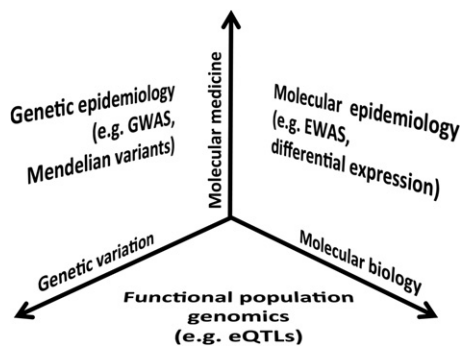 Molecular medicine
Genetic epidemiology
(e.g. GWAS,
Mendelian variants)
Molecular epidemiology
(e.g. EWAS,
differential expression)
Genetic variation
Molecular biology
Functional population
genomics
(e.g. eQTLs)